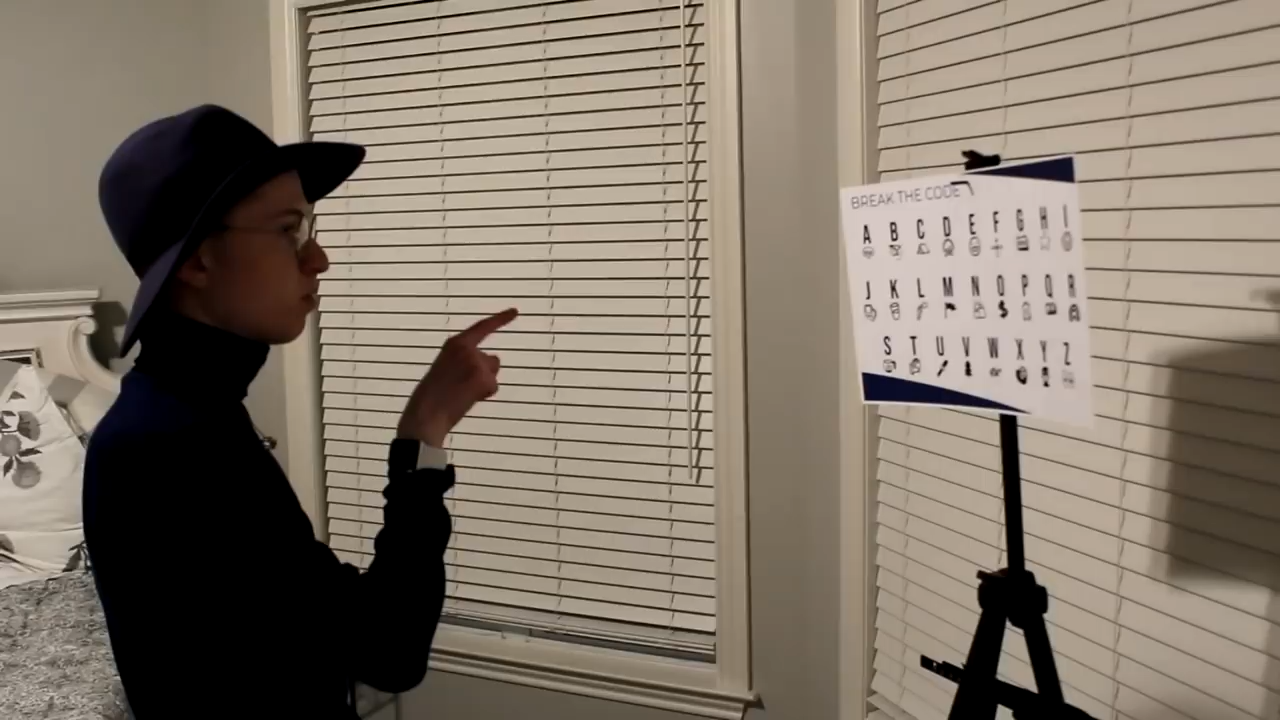 BREAK THE CODE
A B C D E F G H I
J K L M N O P Q R
S T U V W X Y Z